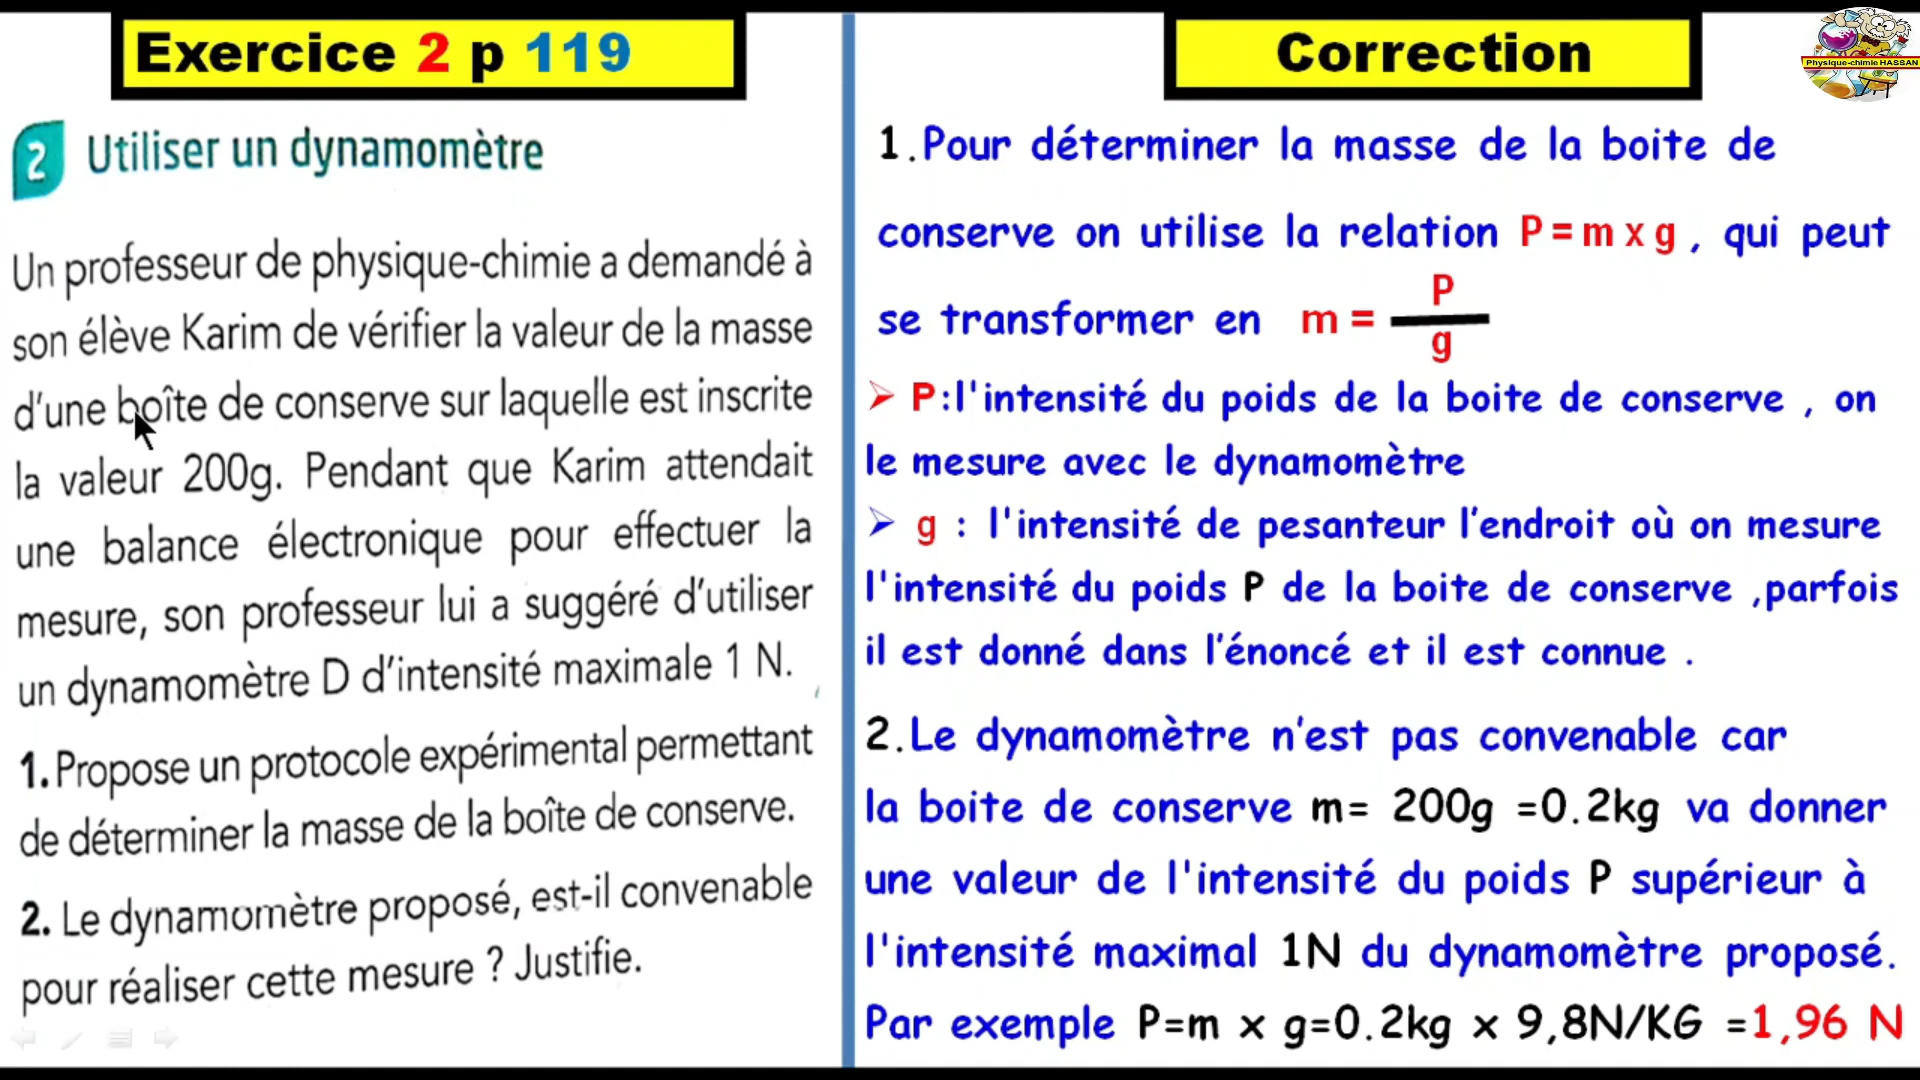 Exercice 2 p 119
2 Utiliser un dynamomètre
Un professeur de physique-chimie a demandé à
son élève Karim de vérifier la valeur de la masse
d'une boîte de conserve sur laquelle est inscrite
la valeur 200g. Pendant que Karim attendait
une balance électronique pour effectuer la
mesure, son professeur lui a suggéré d'utiliser
un dynamomètre D d'intensité maximale 1 N.
1. Propose un protocole expérimental permettant
de déterminer la masse de la boîte de conserve.
2. Le dynamomètre proposé, est-il convenable
pour réaliser cette mesure ? Justifie.
Correction
Physique-chimie HASSAN
1.Pour déterminer la masse de la boite de
conserve on utilise la relation P=m x g , qui peut
se transformer en m = P / g
P:l'intensité du poids de la boite de conserve , on
le mesure avec le dynamomètre
g : l'intensité de pesanteur l'endroit où on mesure
l'intensité du poids P de la boite de conserve ,parfois
il est donné dans l'énoncé et il est connue .
2.Le dynamomètre n'est pas convenable car
la boite de conserve m= 200g =0.2kg va donner
une valeur de l'intensité du poids P supérieur à
l'intensité maximal 1N du dynamomètre proposé.
Par exemple P=m x g=0.2kg x 9,8N/KG =1,96 N